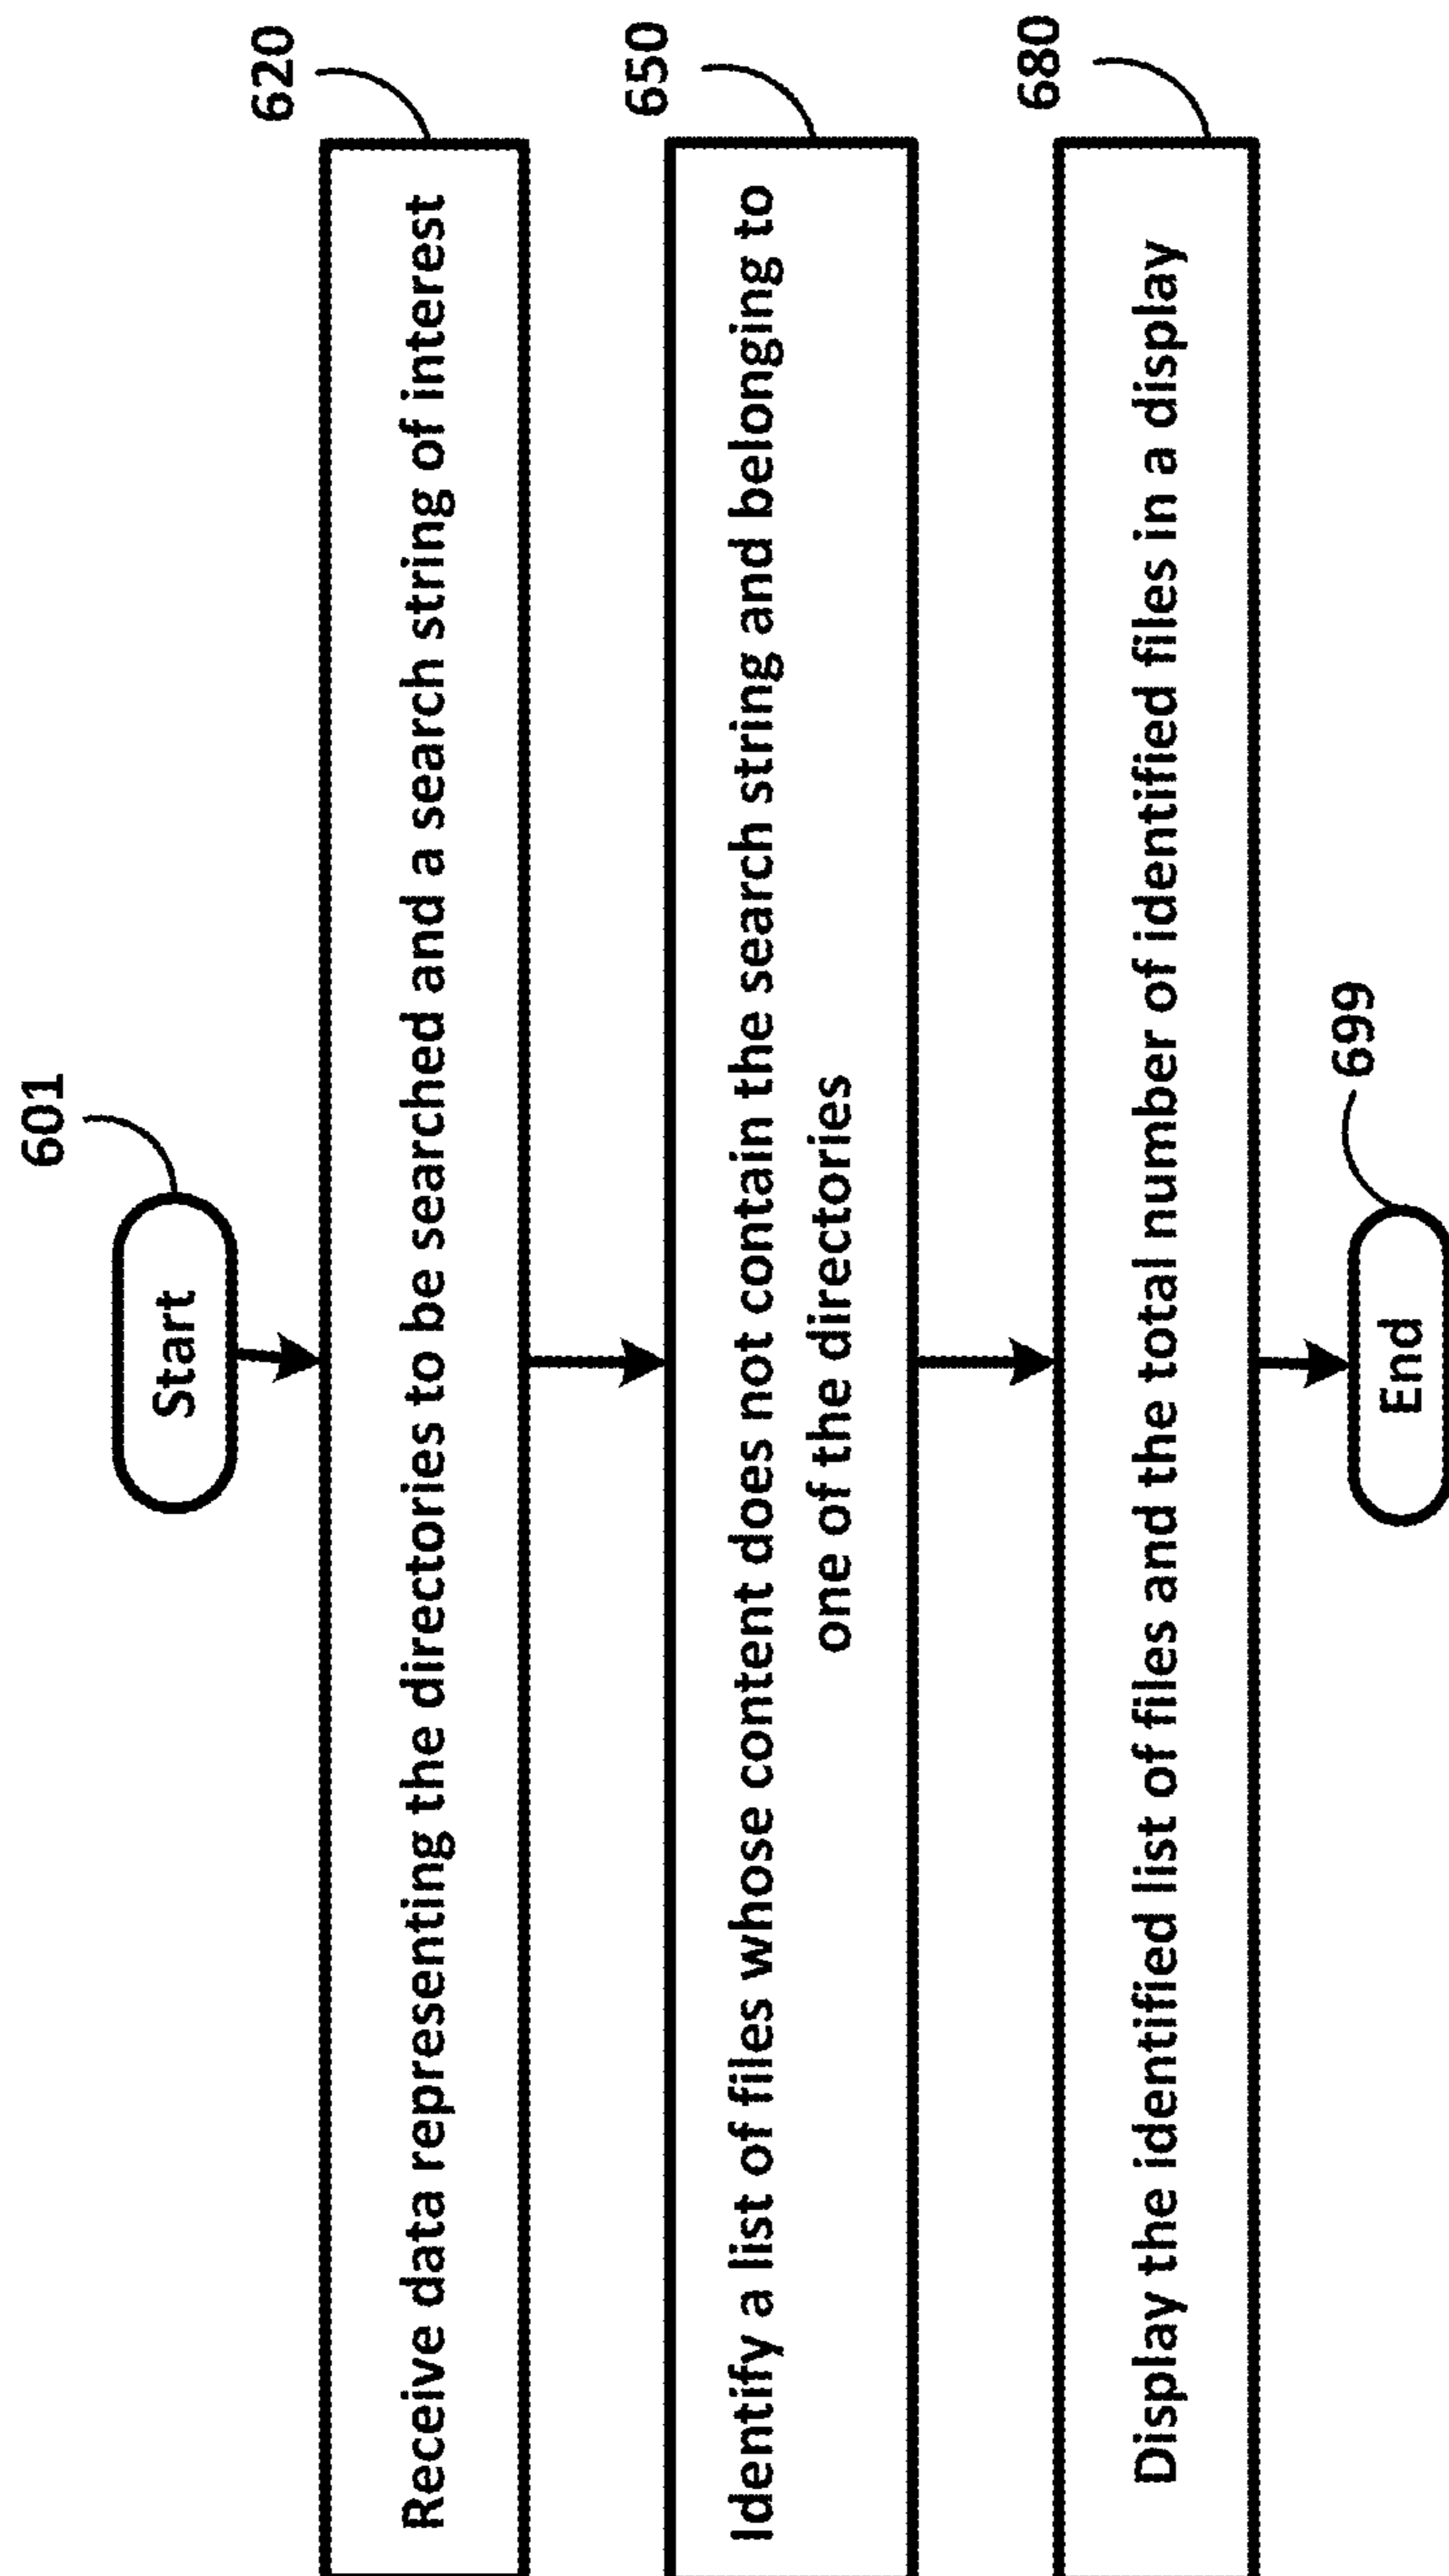 601
Start
620
Receive data representing the directories to be searched and a search string of interest
650
Identify a list of files whose content does not contain the search string and belonging to
one of the directories
680
Display the identified list of files and the total number of identified files in a display
699
End